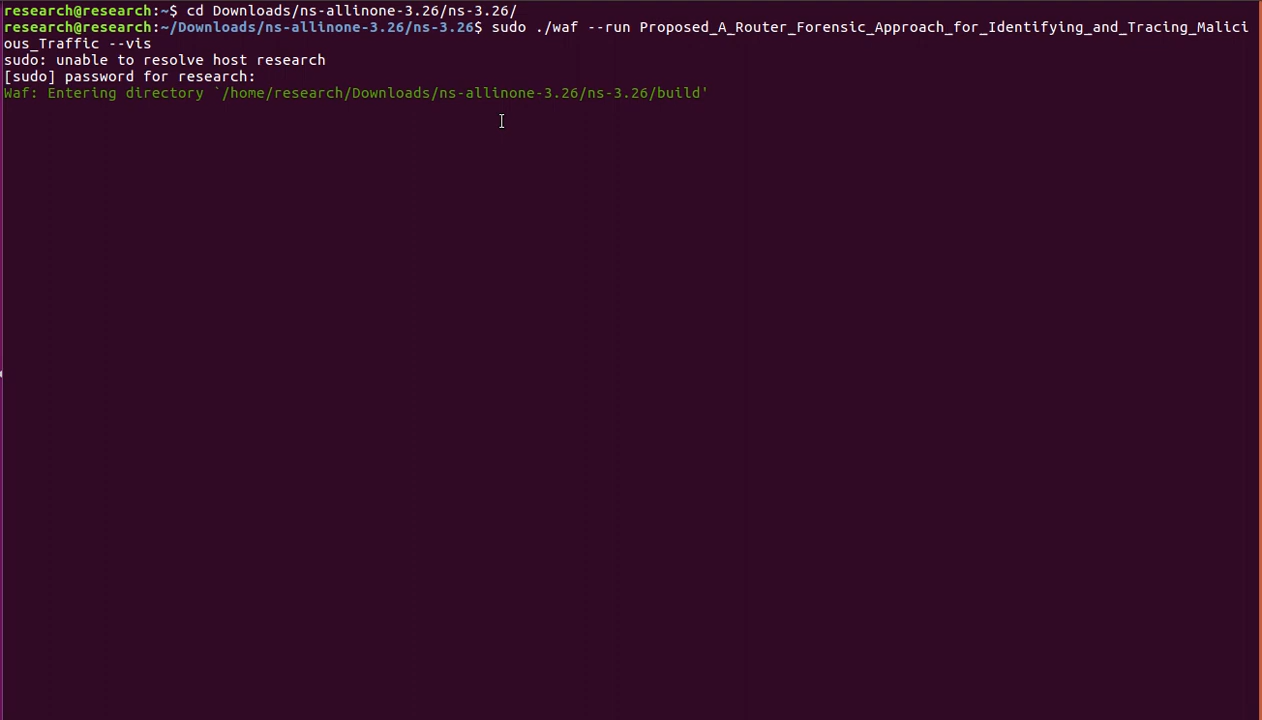 research@research:~$ cd Downloads/ns-allinone-3.26/ns-3.26/
research@research:~/Downloads/ns-allinone-3.26/ns-3.26$ sudo ./waf --run Proposed_A_Router_Forensic_Approach_for_Identifying_and_Tracing_Malici
ous_Traffic --vis
sudo: unable to resolve host research
[sudo] password for research:
Waf: Entering directory `/home/research/Downloads/ns-allinone-3.26/ns-3.26/build'